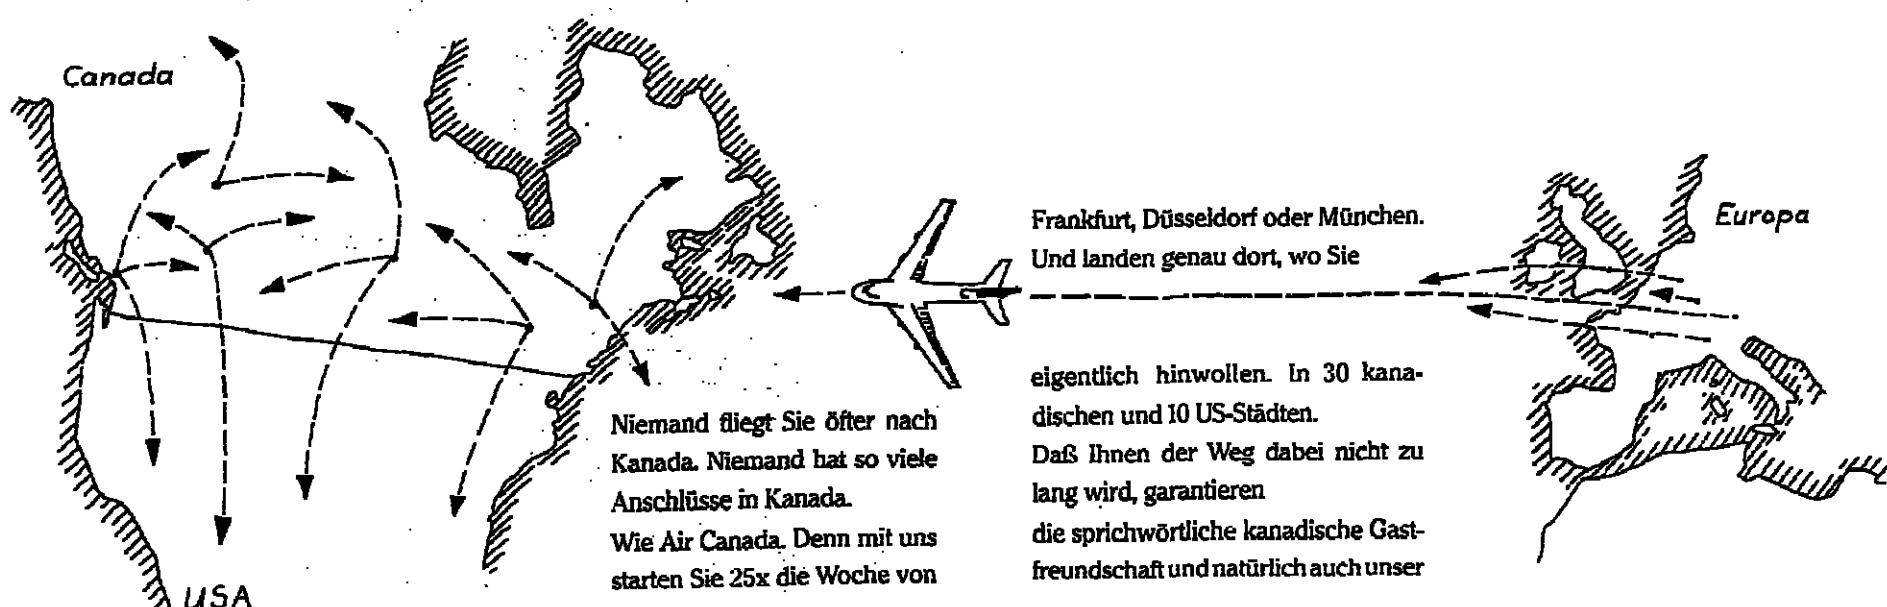 Canada
USA
Niemand fliegt Sie öfter nach
Kanada. Niemand hat so viele
Anschlüsse in Kanada.
Wie Air Canada. Denn mit uns
starten Sie 25x die Woche von
Frankfurt, Düsseldorf oder München.
Und landen genau dort, wo Sie
eigentlich hinwollen. In 30 kana-
dischen und 10 US-Städten.
Daß Ihnen der Weg dabei nicht zu
lang wird, garantieren
die sprichwörtliche kanadische Gast-
freundschaft und natürlich auch unser
Europa